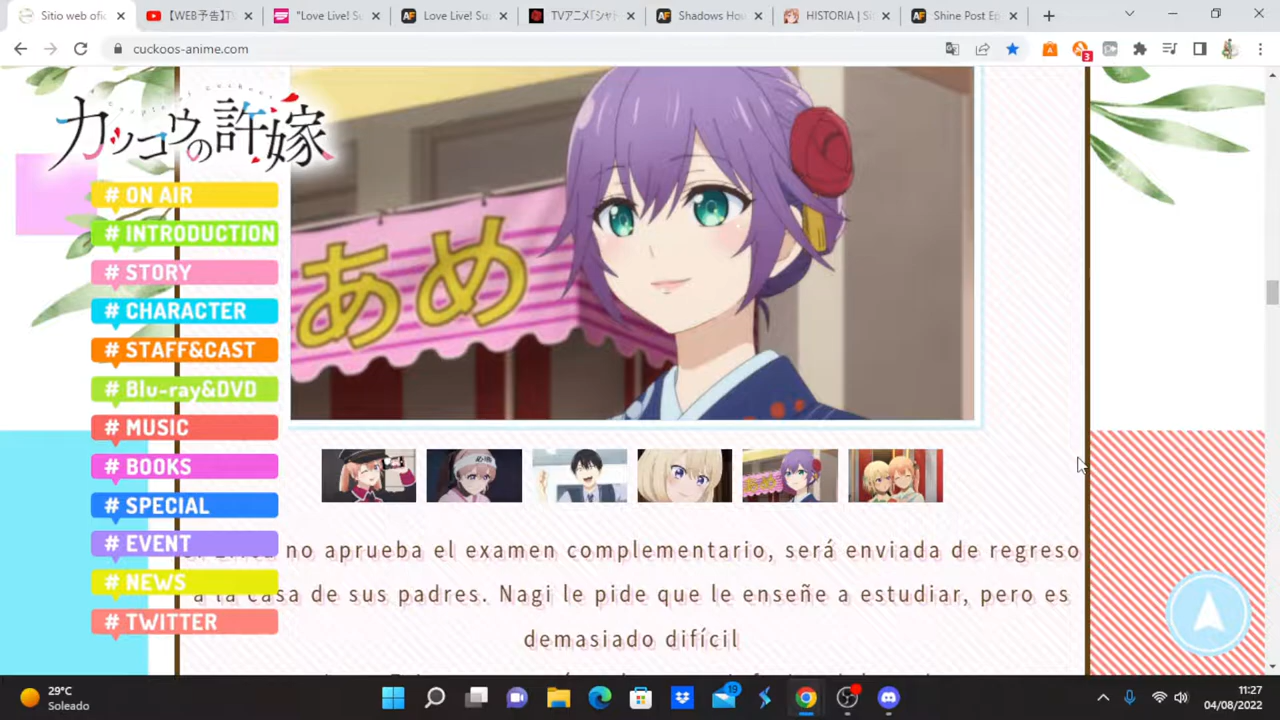 Sitio web ofic
【WEB予告】T
"Love Live! Su
Love Live! Su
TVアニメ「シャト
Shadows Hou
HISTORIA | Si
Shine Post Ep
cuckoos-anime.com
3
カッコウの許嫁
# ON AIR
# INTRODUCTION
# STORY
# CHARACTER
# STAFF&CAST
# Blu-ray&DVD
# MUSIC
# BOOKS
# SPECIAL
# EVENT
# NEWS
# TWITTER
あめ
no aprueba el examen complementario, será enviada de regreso
a la casa de sus padres. Nagi le pide que le enseñe a estudiar, pero es
demasiado difícil
29°C
Soleado
19
11:27
04/08/2022